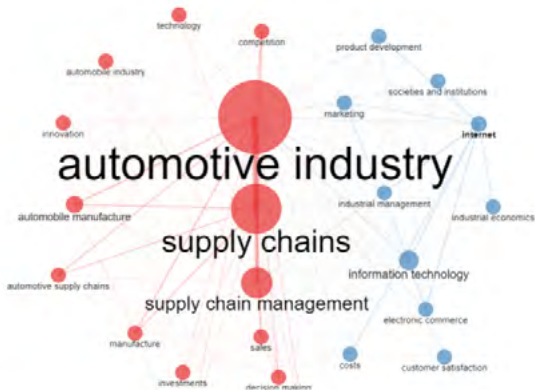 technology
competition
product development
automobile industry
societies and institutions
marketing
innovation
internet
automotive industry
automobile manufacture
industrial management
industrial economics
supply chains
automotive supply chains
information technology
supply chain management
electronic commerce
manufacture
sales
costs
customer satisfaction
investments
decision making